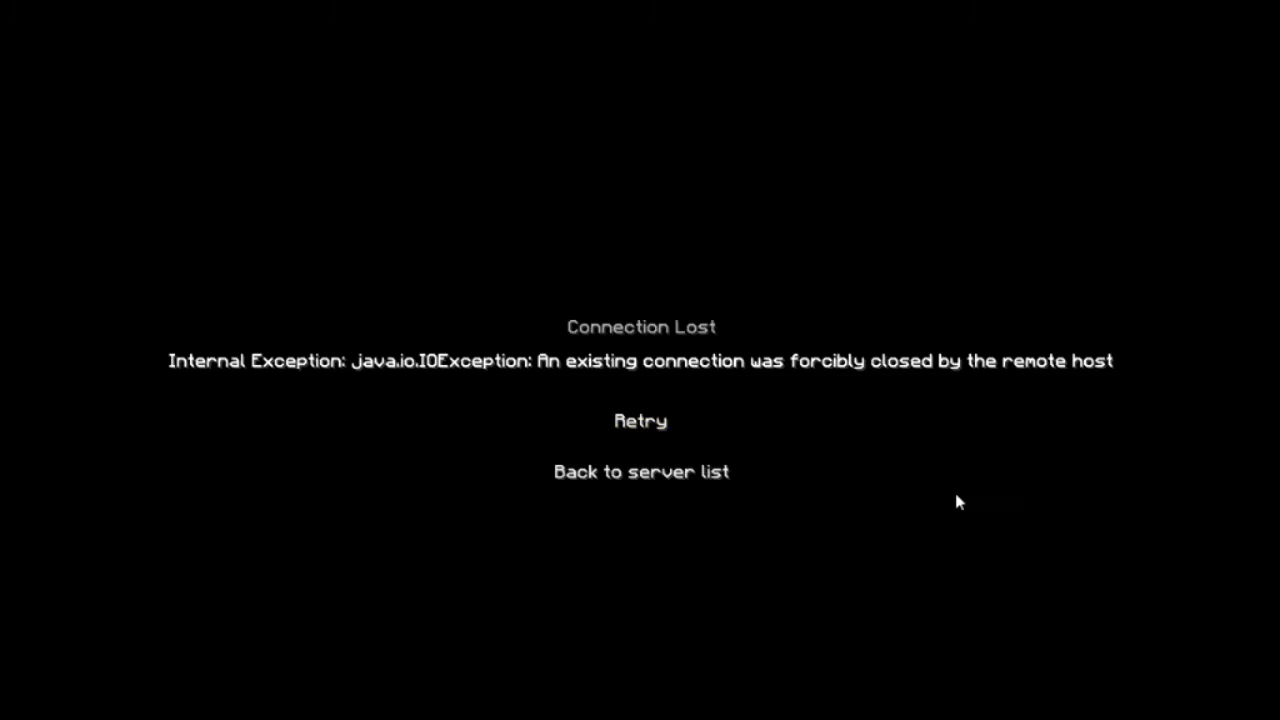 Connection Lost
Internal Exception: java.io.IOException: An existing connection was forcibly closed by the remote host
Retry
Back to server list